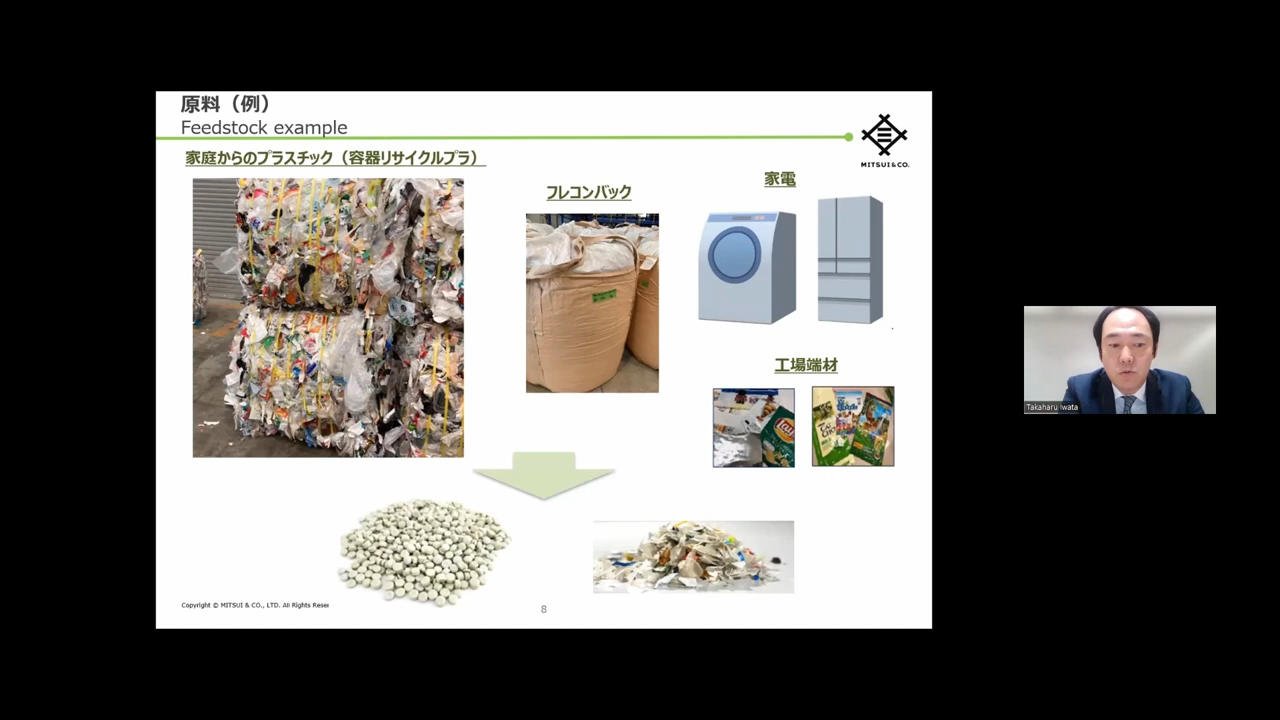 原料（例）
Feedstock example
MITSUI & CO.
家庭からのプラスチック（容器リサイクルプラ）
フレコンバック
家電
工場端材
Lay's
Takaharu Iwata
Copyright © MITSUI & CO., LTD. All Rights Reser
8